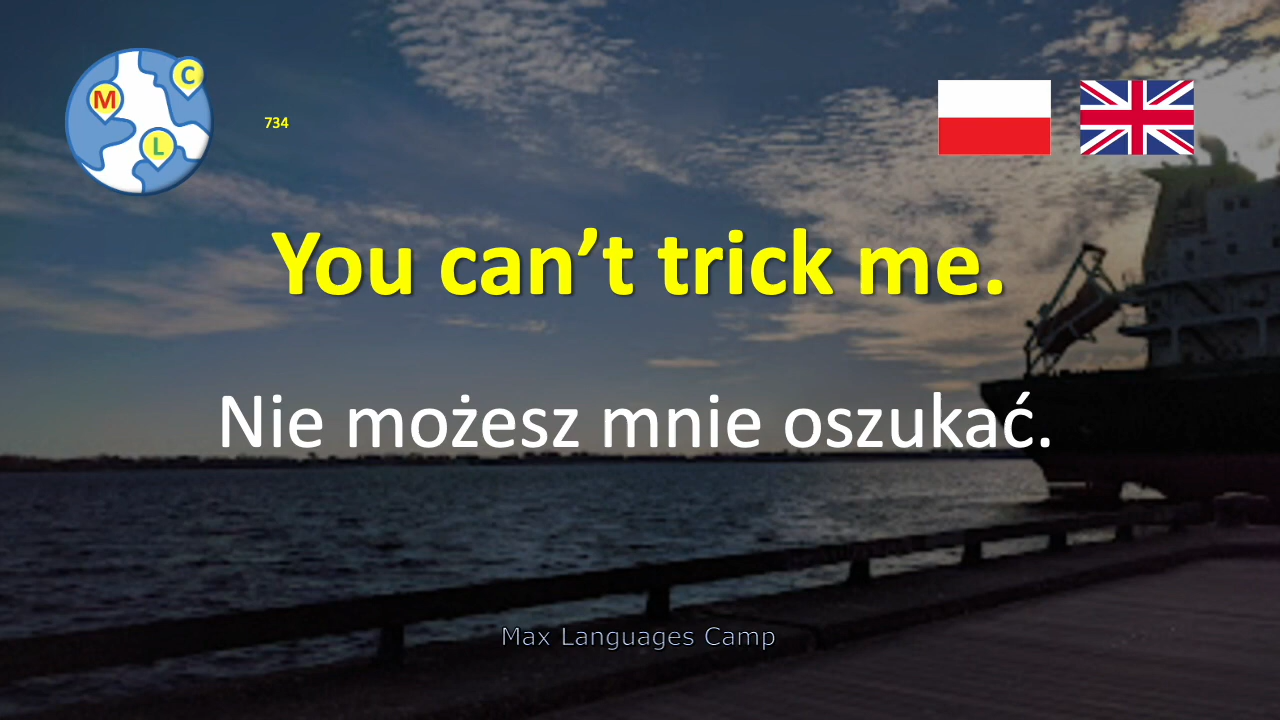 M
C
L
734
You can’t trick me.
Nie możesz mnie oszukać.
Max Languages Camp